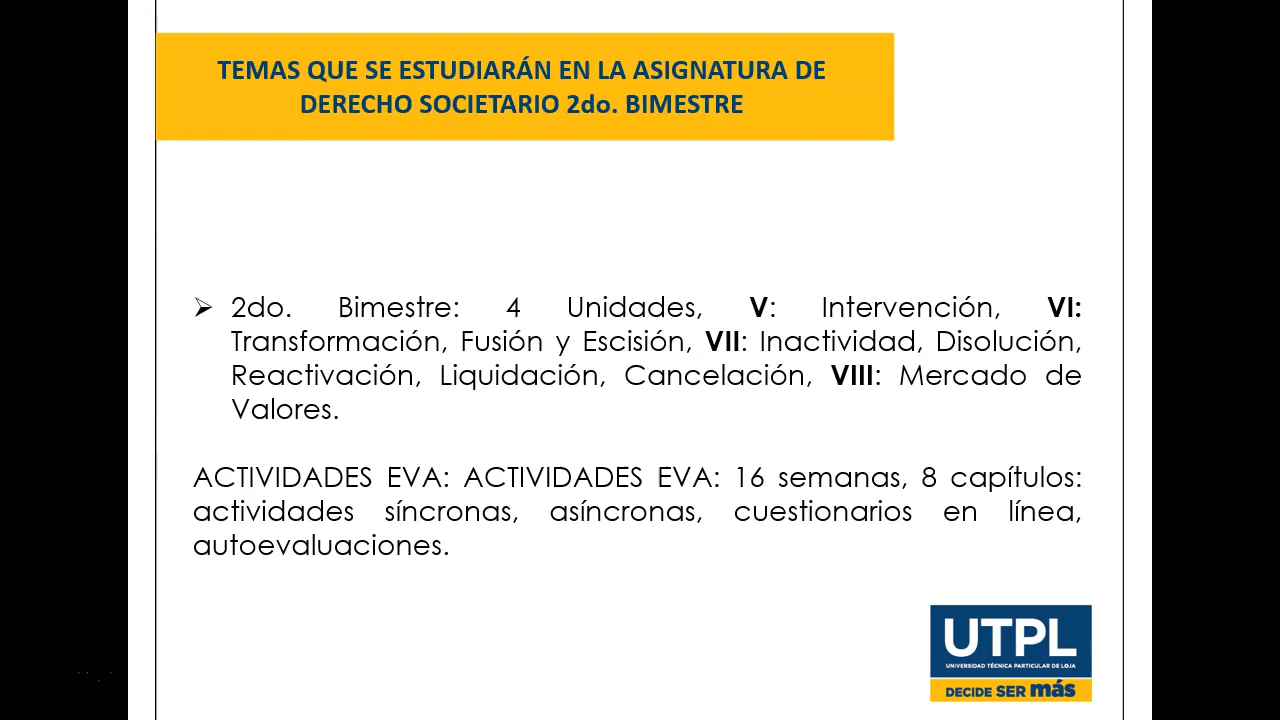 TEMAS QUE SE ESTUDIARÁN EN LA ASIGNATURA DE
DERECHO SOCIETARIO 2do. BIMESTRE
2do. Bimestre: 4 Unidades, V: Intervención, VI:
Transformación, Fusión y Escisión, VII: Inactividad, Disolución,
Reactivación, Liquidación, Cancelación, VIII: Mercado de
Valores.
ACTIVIDADES EVA: ACTIVIDADES EVA: 16 semanas, 8 capítulos:
actividades síncronas, asíncronas, cuestionarios en línea,
autoevaluaciones.
UTPL
UNIVERSIDAD TÉCNICA PARTICULAR DE LOJA
DECIDE SER más